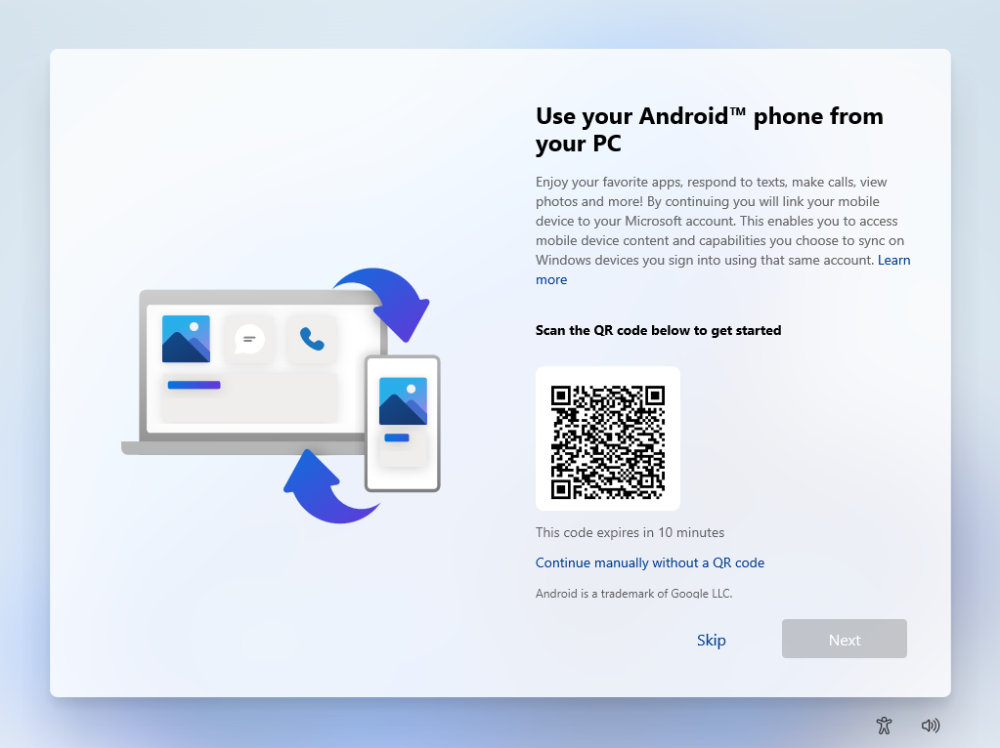 Use your Android™ phone from
your PC
Enjoy your favorite apps, respond to texts, make calls, view
photos and more! By continuing you will link your mobile
device to your Microsoft account. This enables you to access
mobile device content and capabilities you choose to sync on
Windows devices you sign into using that same account. Learn
more
Scan the QR code below to get started
This code expires in 10 minutes
Continue manually without a QR code
Android is a trademark of Google LLC.
Skip
Next